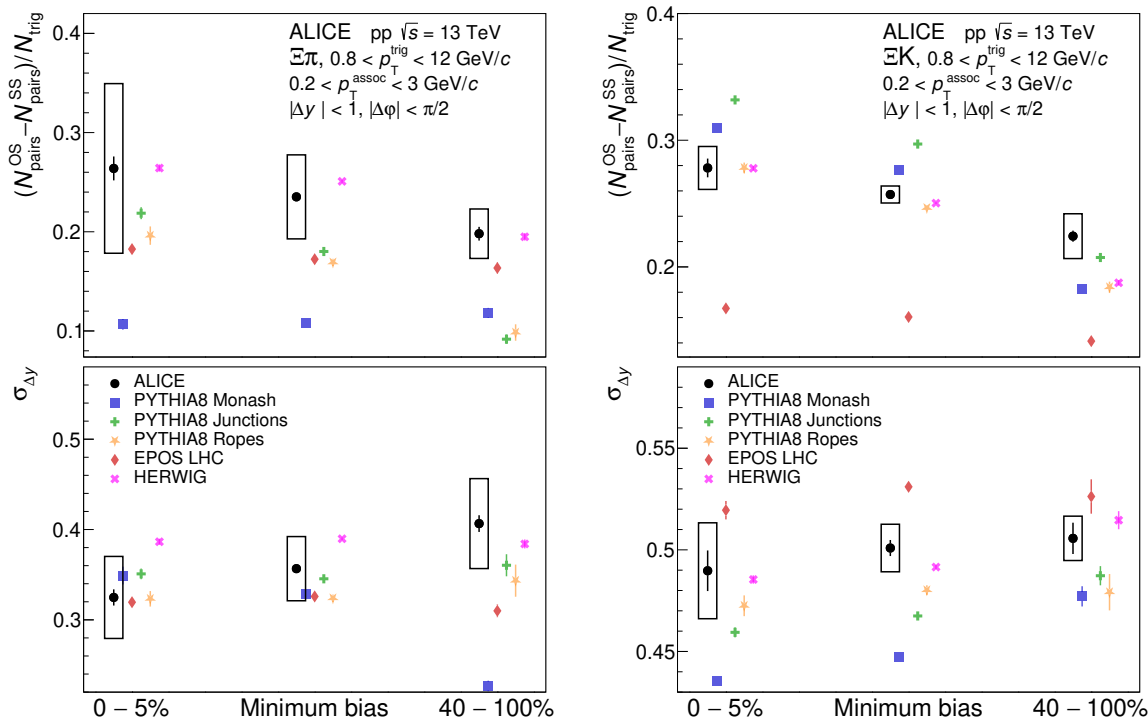 (N_pairs^OS − N_pairs^SS) / N_trig
0.4
0.3
0.2
0.1
ALICE pp √s = 13 TeV
Ξπ, 0.8 < p_T^trig < 12 GeV/c
0.2 < p_T^assoc < 3 GeV/c
|Δy | < 1, |Δφ| < π/2
σ_Δy
0.5
0.4
0.3
ALICE
PYTHIA8 Monash
PYTHIA8 Junctions
PYTHIA8 Ropes
EPOS LHC
HERWIG
0 − 5% Minimum bias 40 − 100%
(N_pairs^OS − N_pairs^SS) / N_trig
0.4
0.3
0.2
ALICE pp √s = 13 TeV
ΞK, 0.8 < p_T^trig < 12 GeV/c
0.2 < p_T^assoc < 3 GeV/c
|Δy | < 1, |Δφ| < π/2
σ_Δy
0.55
0.5
0.45
ALICE
PYTHIA8 Monash
PYTHIA8 Junctions
PYTHIA8 Ropes
EPOS LHC
HERWIG
0 − 5% Minimum bias 40 − 100%